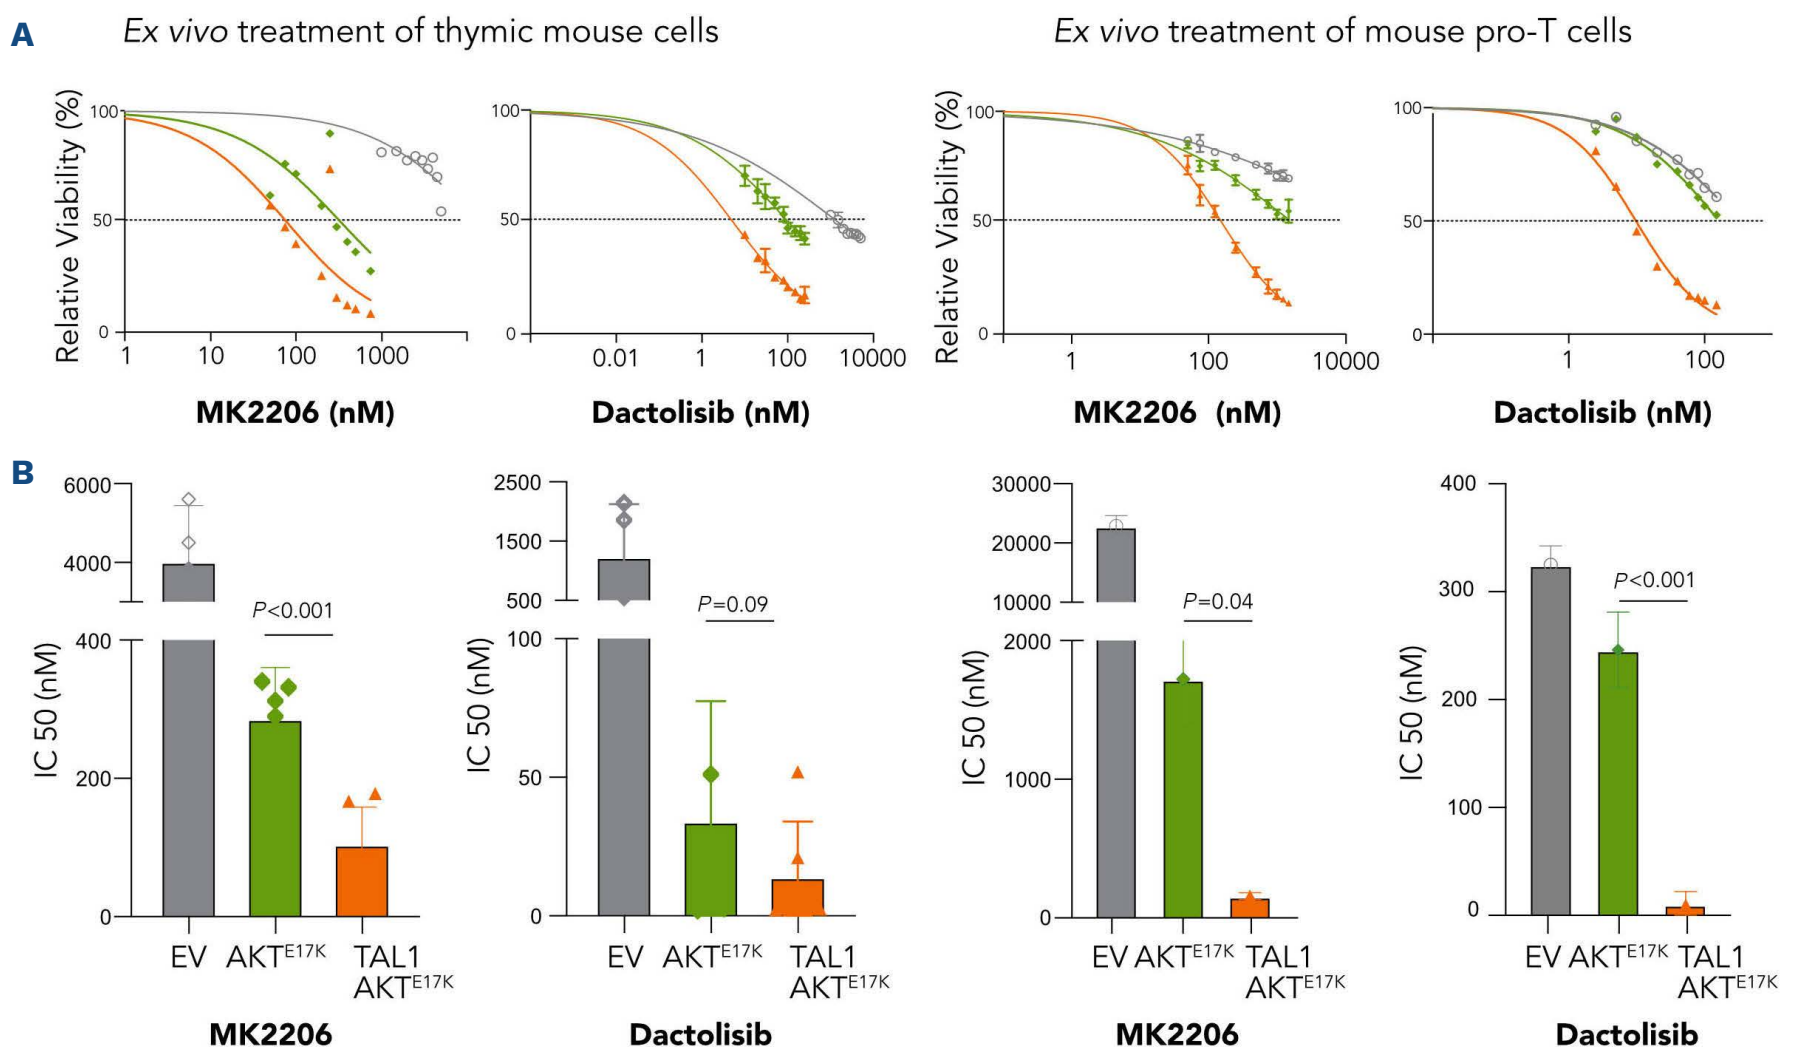 A
Ex vivo treatment of thymic mouse cells
Ex vivo treatment of mouse pro-T cells
Relative Viability (%)
100
50
0
1
10
100
1000
MK2206 (nM)
100
50
0
0.01
1
100
10000
Dactolisib (nM)
Relative Viability (%)
100
50
0
1
100
10000
MK2206 (nM)
100
50
0
1
100
Dactolisib (nM)
B
IC 50 (nM)
6000
4000
400
200
0
P<0.001
EV
AKTE17K
TAL1
AKTE17K
MK2206
IC 50 (nM)
2500
1500
500
100
50
0
P=0.09
EV
AKTE17K
TAL1
AKTE17K
Dactolisib
IC 50 (nM)
30000
20000
10000
2000
1000
0
P=0.04
EV
AKTE17K
TAL1
AKTE17K
MK2206
IC 50 (nM)
400
300
200
100
0
P<0.001
EV
AKTE17K
TAL1
AKTE17K
Dactolisib